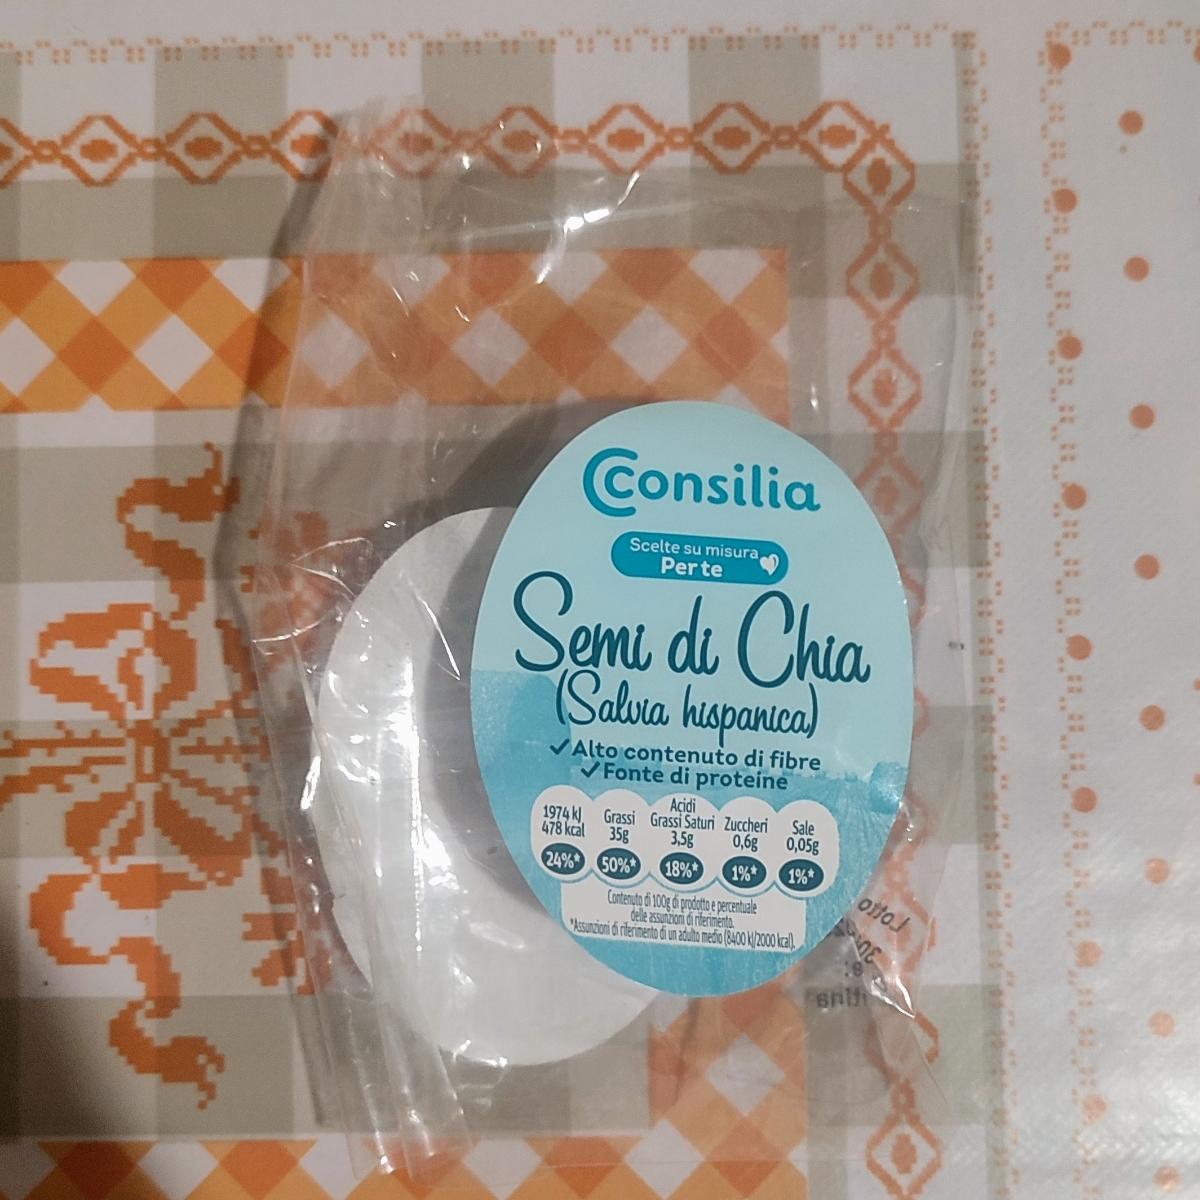 Consilia
Scelte su misura
Per te
Semi di Chia
(Salvia hispanica)
✓Alto contenuto di fibre
✓Fonte di proteine
1974 kJ
478 kcal
24%*
Grassi
35g
50%*
Acidi
Grassi Saturi
3,5g
18%*
Zuccheri
0,6g
1%*
Sale
0,05g
1%*
Contenuto di 100g di prodotto e percentuale
delle assunzioni di riferimento.
*Assunzioni di riferimento di un adulto medio (8400 kJ/2000 kcal).
Lotto